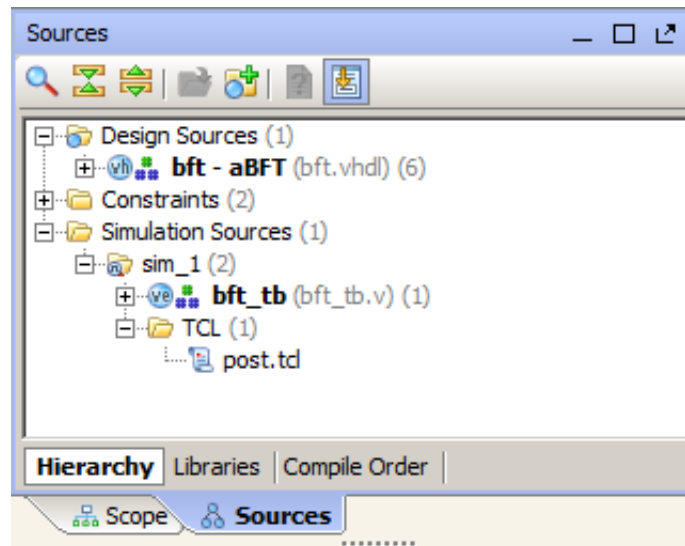 Sources
Design Sources (1)
bft - aBFT (bft.vhdl) (6)
Constraints (2)
Simulation Sources (1)
sim_1 (2)
bft_tb (bft_tb.v) (1)
TCL (1)
post.tcl
Hierarchy Libraries Compile Order
Scope Sources